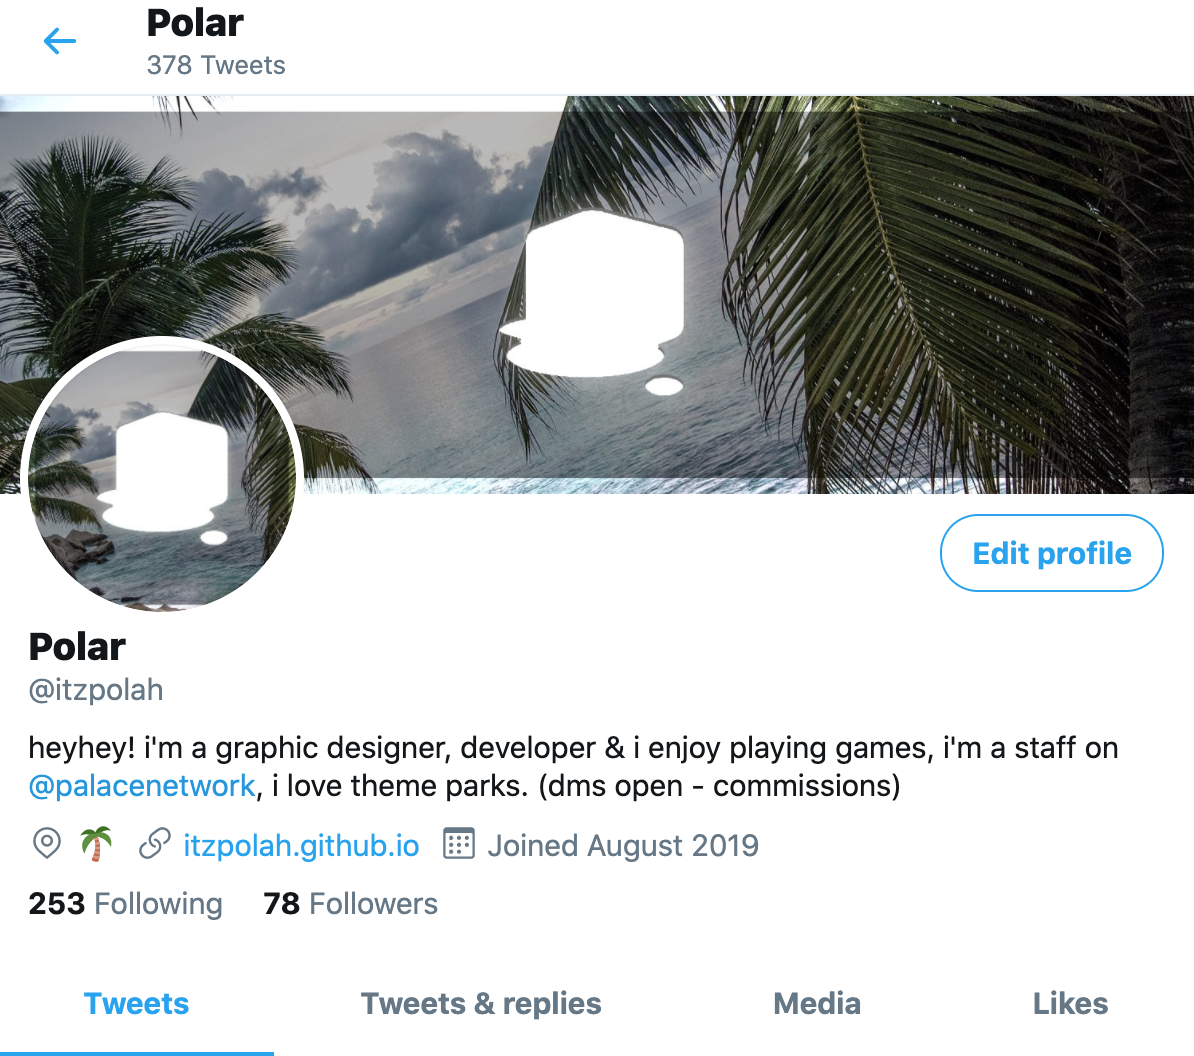 Polar
378 Tweets
Edit profile
Polar
@itzpolah
heyhey! i'm a graphic designer, developer & i enjoy playing games, i'm a staff on
@palacenetwork, i love theme parks. (dms open - commissions)
itzpolah.github.io Joined August 2019
253 Following 78 Followers
Tweets Tweets & replies Media Likes